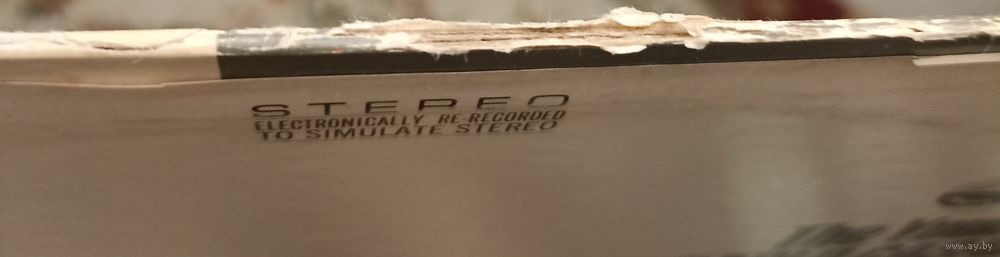 STEREO
ELECTRONICALLY RE-RECORDED
TO SIMULATE STEREO
www.ay.by